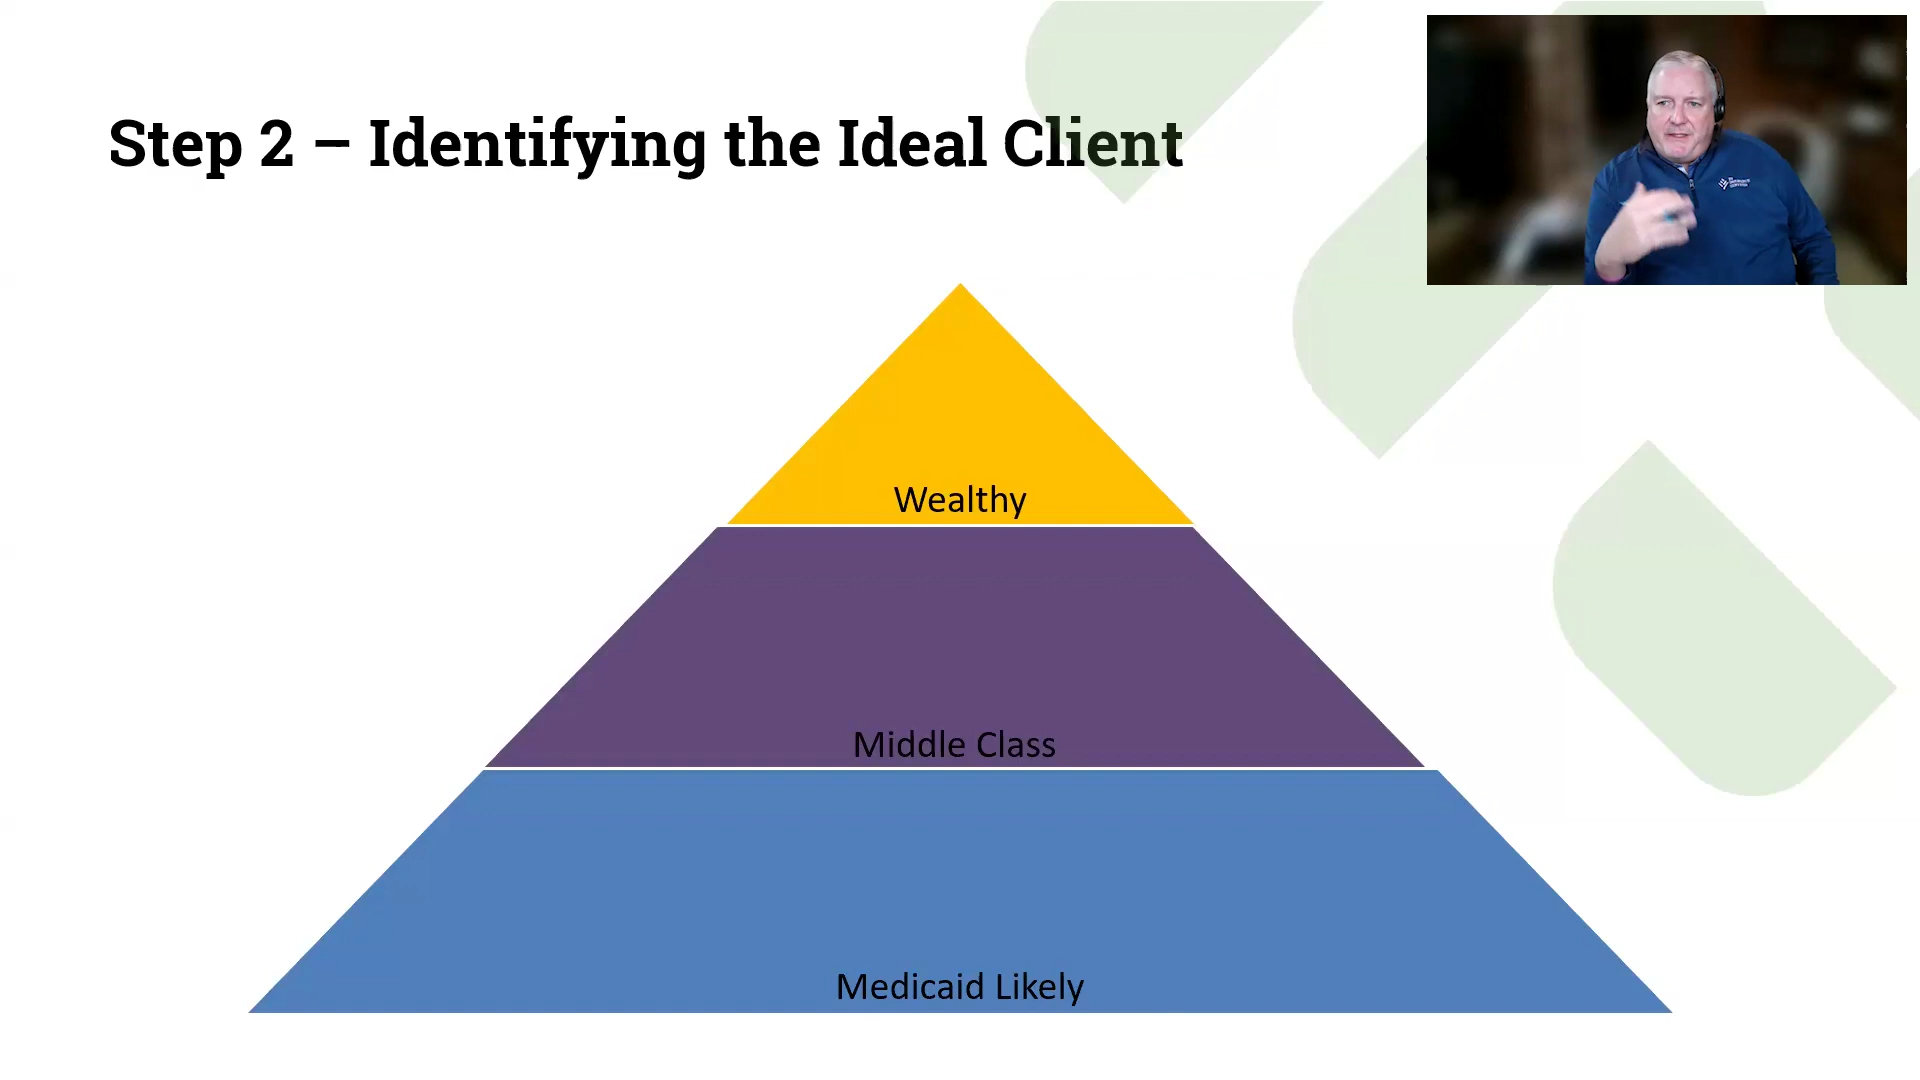 Step 2 – Identifying the Ideal Client
Wealthy
Middle Class
Medicaid Likely